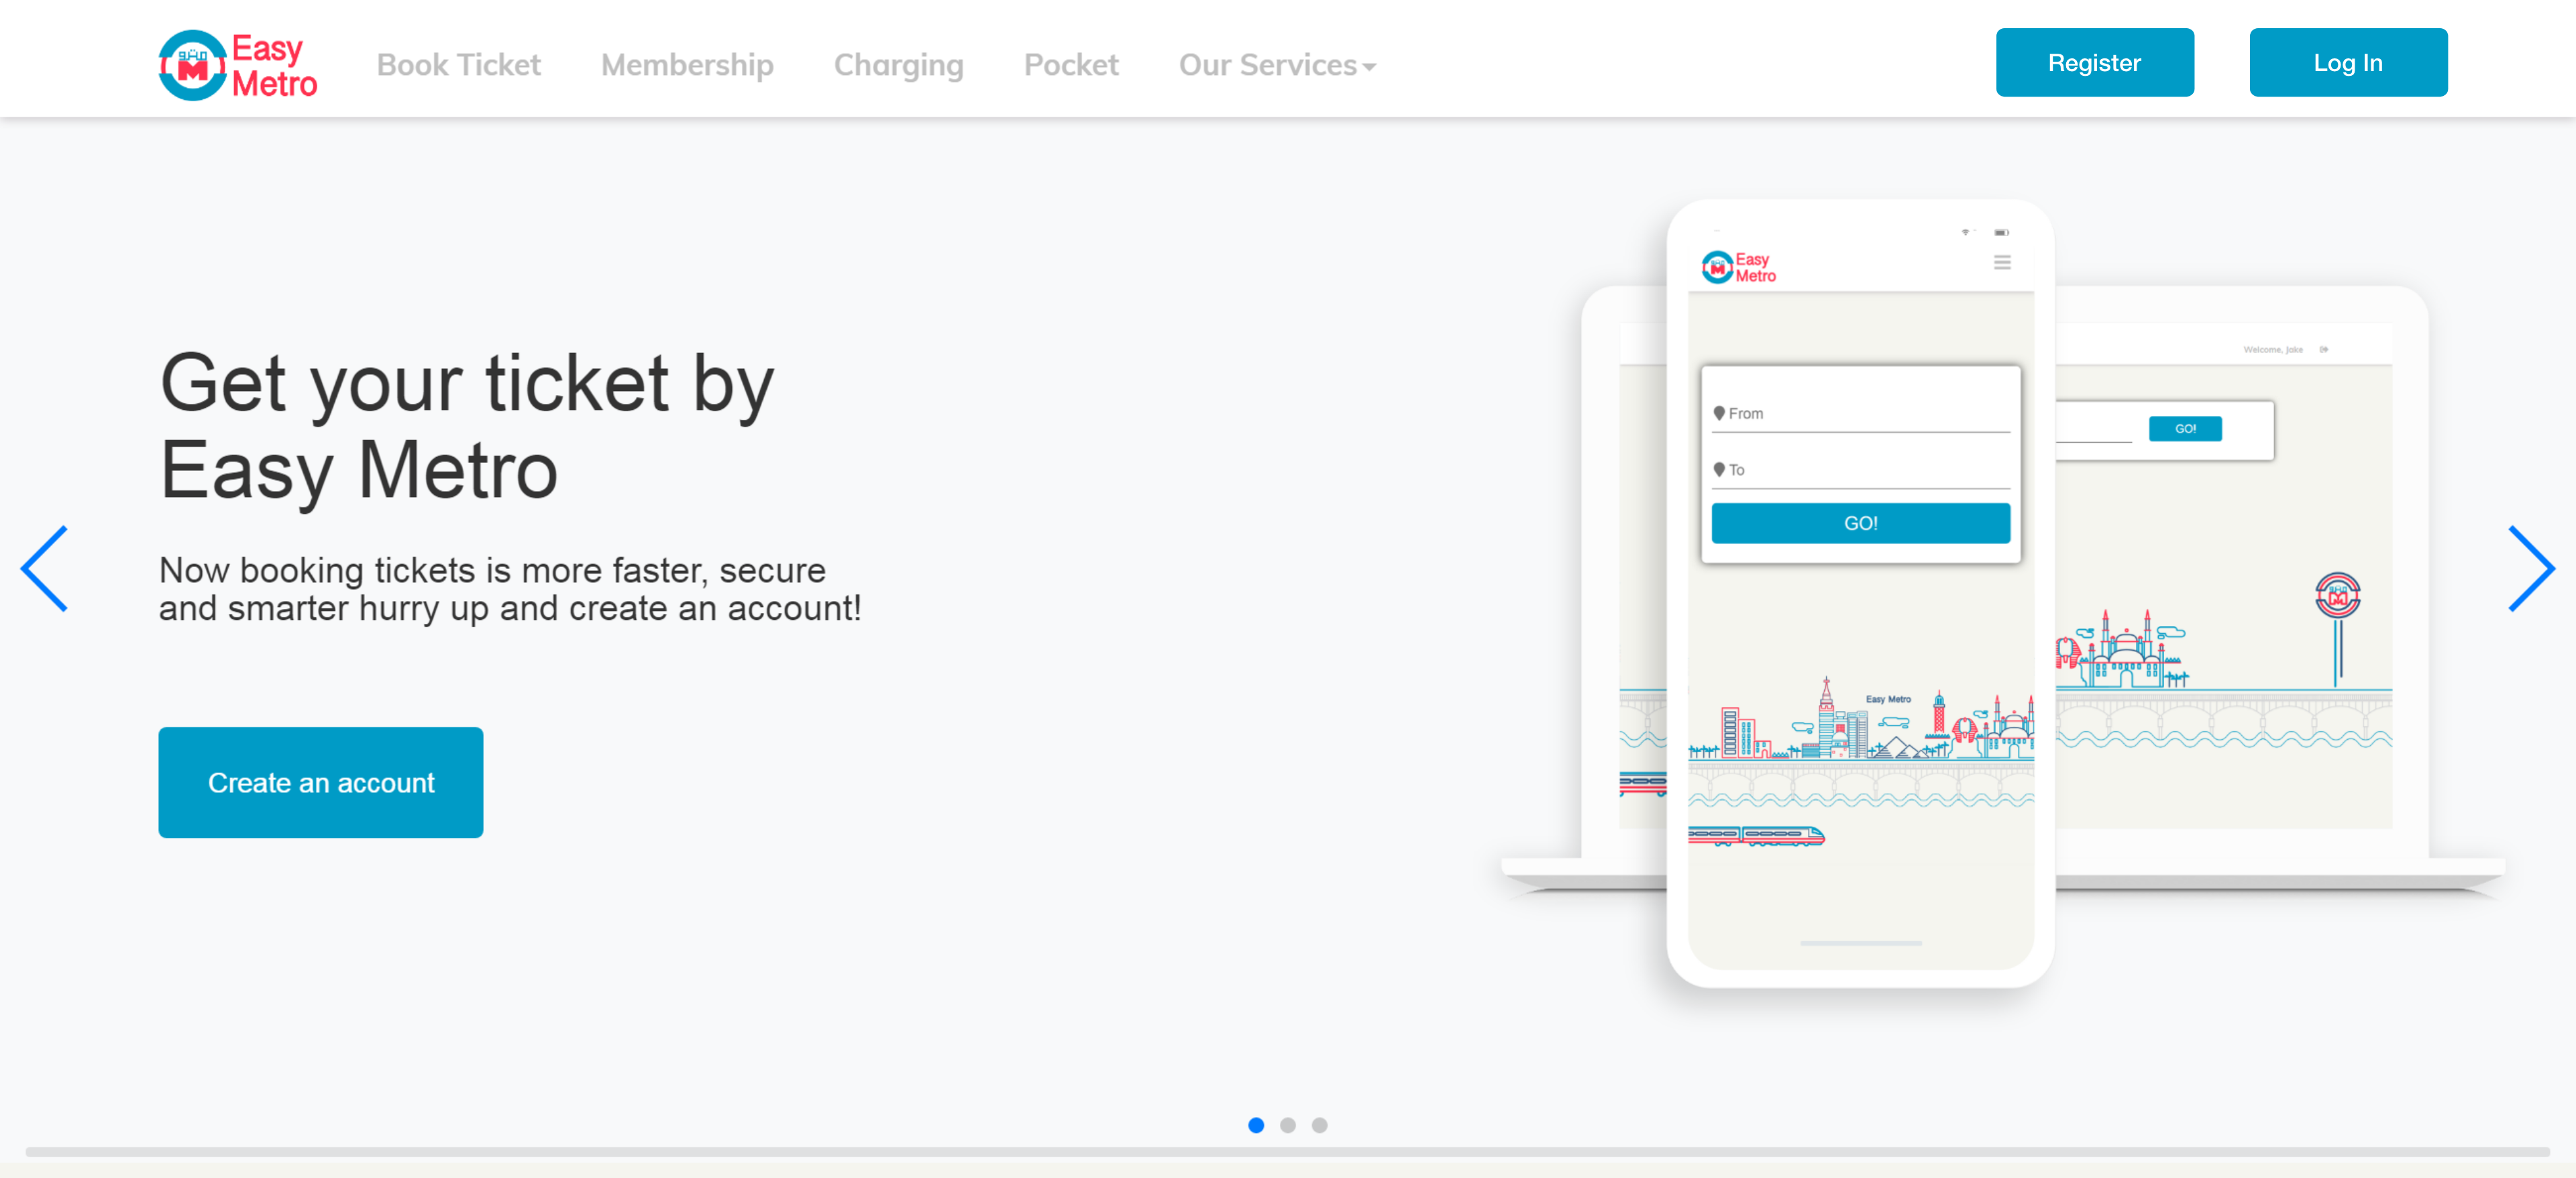 مترو
Easy
Metro
Book Ticket
Membership
Charging
Pocket
Our Services
Register
Log In
Get your ticket by
Easy Metro
Now booking tickets is more faster, secure
and smarter hurry up and create an account!
Create an account
Easy
Metro
From
To
GO!
Easy Metro
Welcome, Jake
GO!